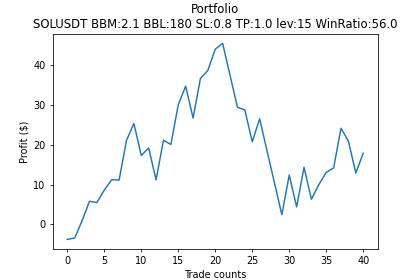 Portfolio
SOLUSDT BBM:2.1 BBL:180 SL:0.8 TP:1.0 lev:15 WinRatio:56.0
40
30
20
10
0
Profit ($)
0 5 10 15 20 25 30 35 40
Trade counts